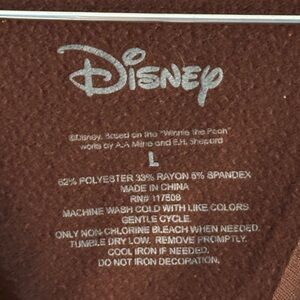 Disney
©Disney. Based on the "Winnie the Pooh"
works by A.A Milne and E.H. Shepard
L
62% POLYESTER 33% RAYON 5% SPANDEX
MADE IN CHINA
RN# 117508
MACHINE WASH COLD WITH LIKE COLORS
GENTLE CYCLE.
ONLY NON-CHLORINE BLEACH WHEN NEEDED.
TUMBLE DRY LOW. REMOVE PROMPTLY.
COOL IRON IF NEEDED.
DO NOT IRON DECORATION.